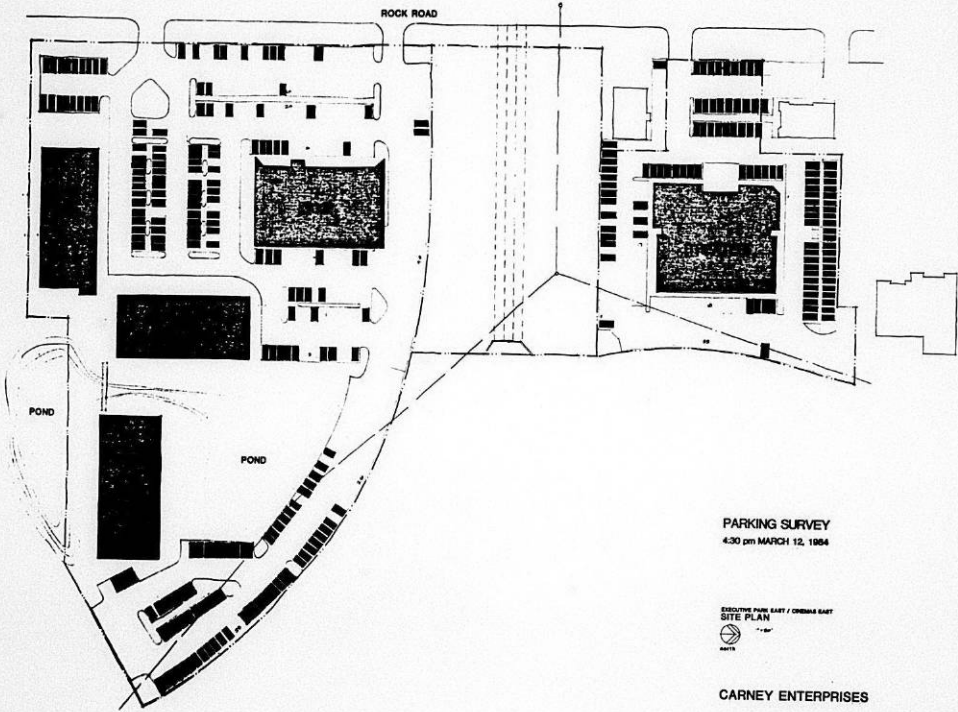 ROCK ROAD
POND
POND
PARKING SURVEY
4:30 pm MARCH 12, 1984
EXECUTIVE PARK EAST / CINEMAS EAST
SITE PLAN
north
CARNEY ENTERPRISES